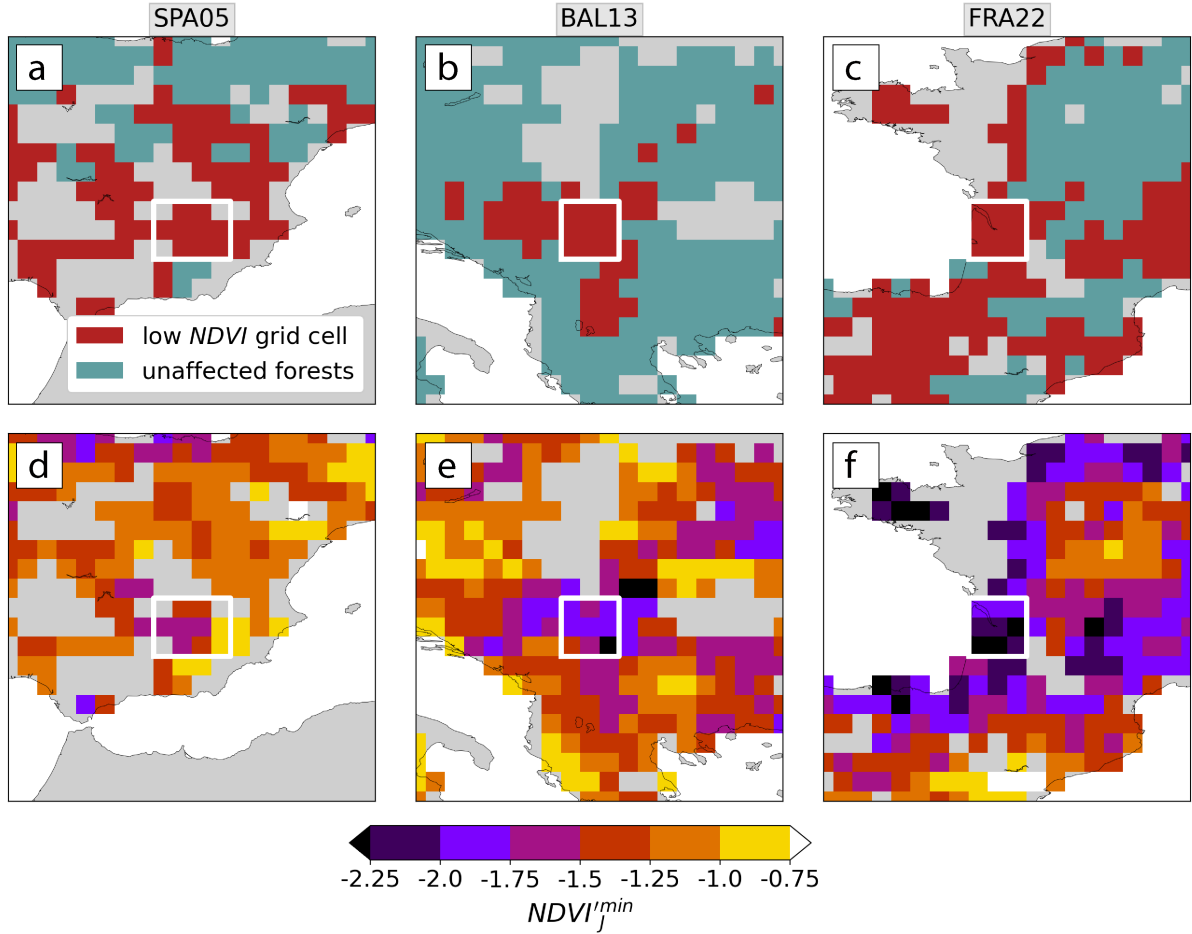 SPA05 BAL13 FRA22
a b c
low NDVI grid cell
unaffected forests
d e f
-2.25 -2.0 -1.75 -1.5 -1.25 -1.0 -0.75
NDVI′ᵐⁱⁿ_J